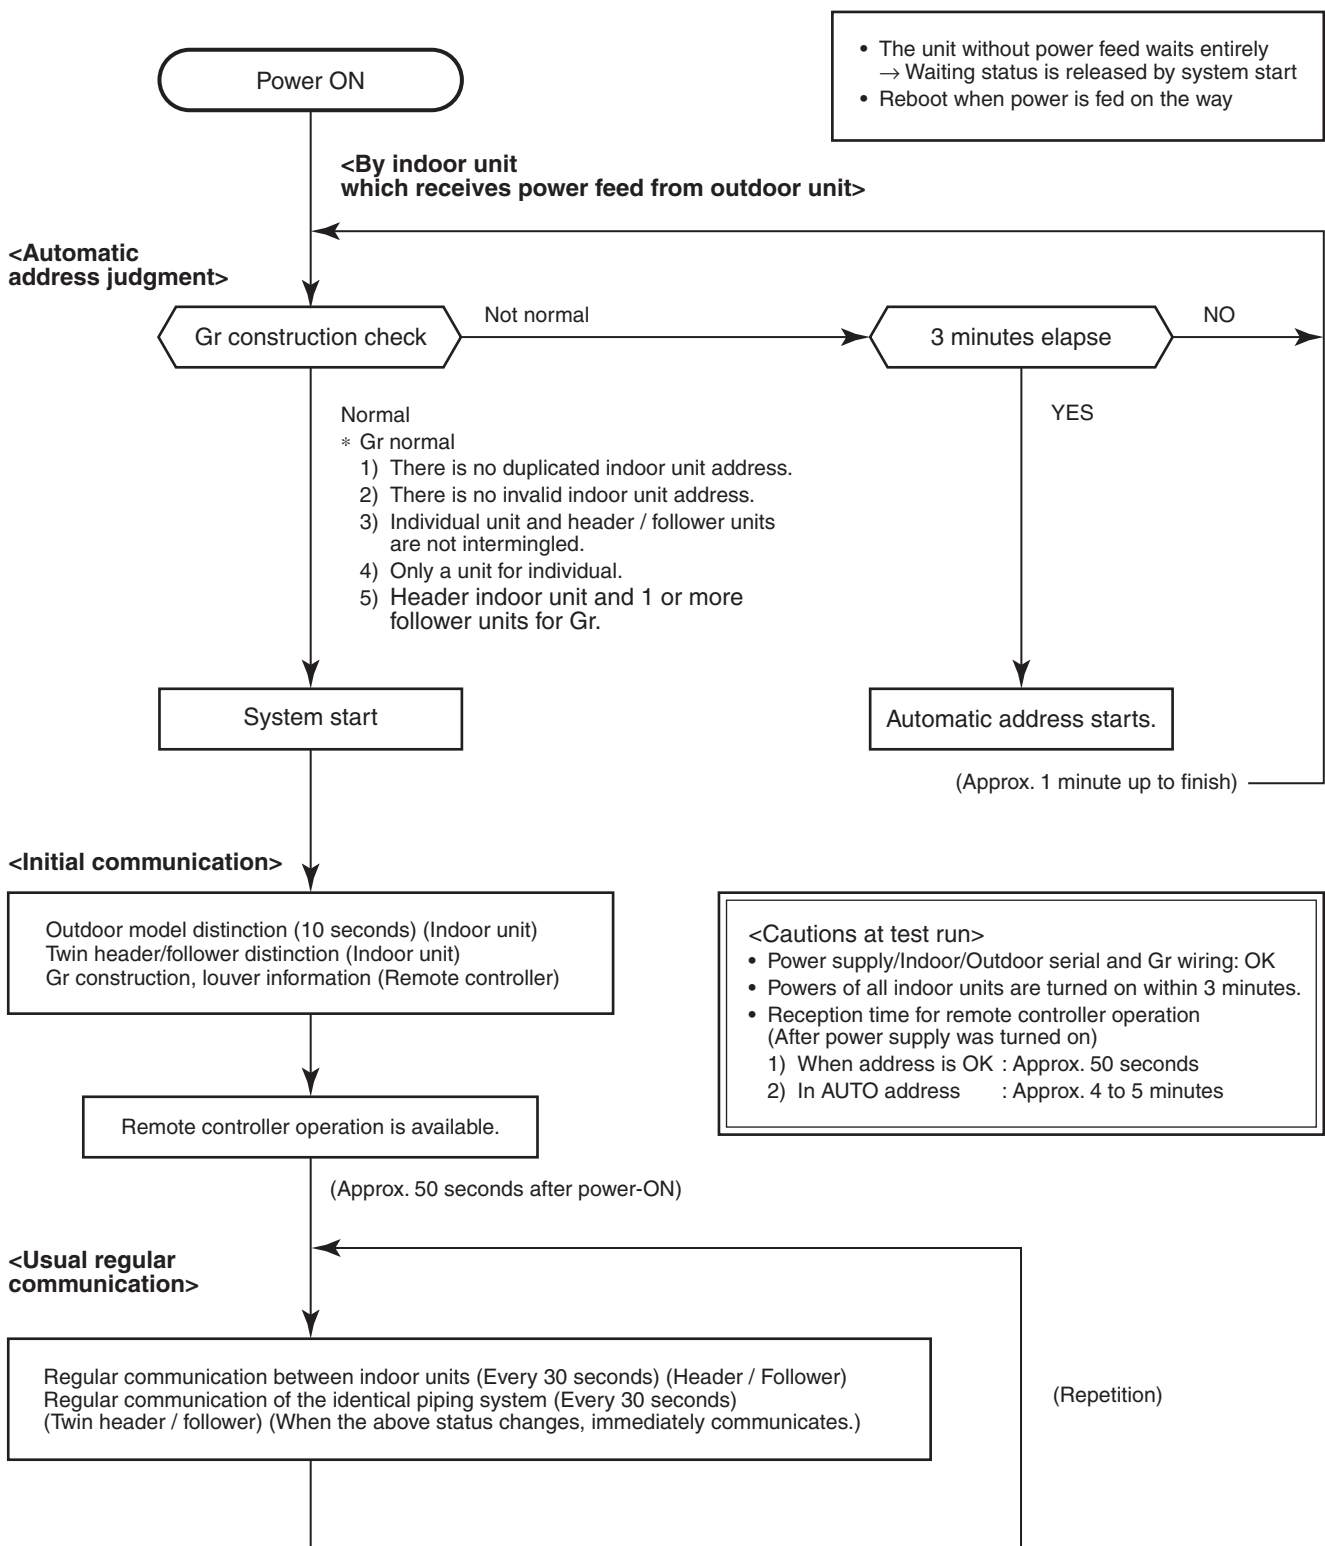 Power ON
• The unit without power feed waits entirely
→ Waiting status is released by system start
• Reboot when power is fed on the way
<By indoor unit
which receives power feed from outdoor unit>
<Automatic
address judgment>
Gr construction check
Not normal
3 minutes elapse
NO
YES
Normal
* Gr normal
1) There is no duplicated indoor unit address.
2) There is no invalid indoor unit address.
3) Individual unit and header / follower units
are not intermingled.
4) Only a unit for individual.
5) Header indoor unit and 1 or more
follower units for Gr.
System start
Automatic address starts.
(Approx. 1 minute up to finish)
<Initial communication>
Outdoor model distinction (10 seconds) (Indoor unit)
Twin header/follower distinction (Indoor unit)
Gr construction, louver information (Remote controller)
<Cautions at test run>
• Power supply/Indoor/Outdoor serial and Gr wiring: OK
• Powers of all indoor units are turned on within 3 minutes.
• Reception time for remote controller operation
(After power supply was turned on)
1) When address is OK : Approx. 50 seconds
2) In AUTO address : Approx. 4 to 5 minutes
Remote controller operation is available.
(Approx. 50 seconds after power-ON)
<Usual regular
communication>
Regular communication between indoor units (Every 30 seconds) (Header / Follower)
Regular communication of the identical piping system (Every 30 seconds)
(Twin header / follower) (When the above status changes, immediately communicates.)
(Repetition)